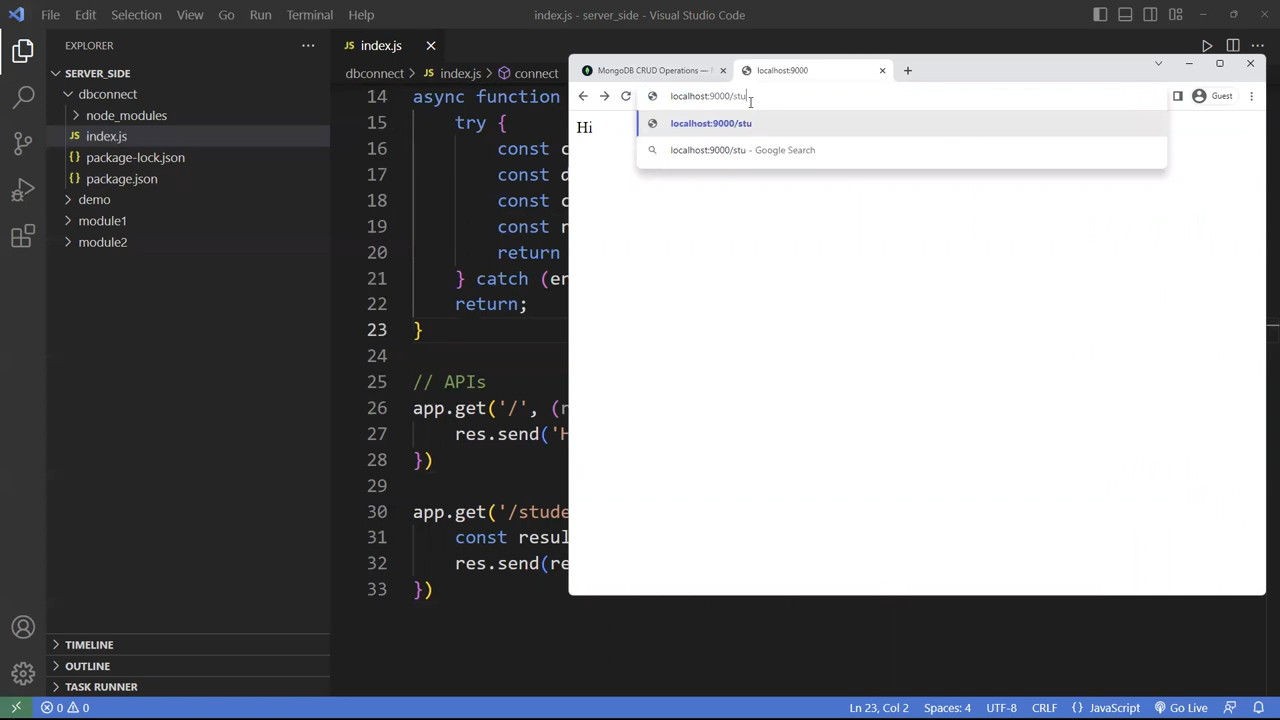 File Edit Selection View Go Run Terminal Help
index.js - server_side - Visual Studio Code
EXPLORER
SERVER_SIDE
dbconnect
node_modules
index.js
package-lock.json
package.json
demo
module1
module2
TIMELINE
OUTLINE
TASK RUNNER
JS index.js
dbconnect > JS index.js > connect
14 async function
15 try {
16 const c
17 const d
18 const c
19 const r
20 return
21 } catch (er
22 return;
23 }
24
25 // APIs
26 app.get('/', (r
27 res.send('H
28 })
29
30 app.get('/stude
31 const resul
32 res.send(re
33 })
MongoDB CRUD Operations —
localhost:9000
localhost:9000/stu
Guest
localhost:9000/stu
localhost:9000/stu - Google Search
Hi
0 0
Ln 23, Col 2 Spaces: 4 UTF-8 CRLF {} JavaScript Go Live